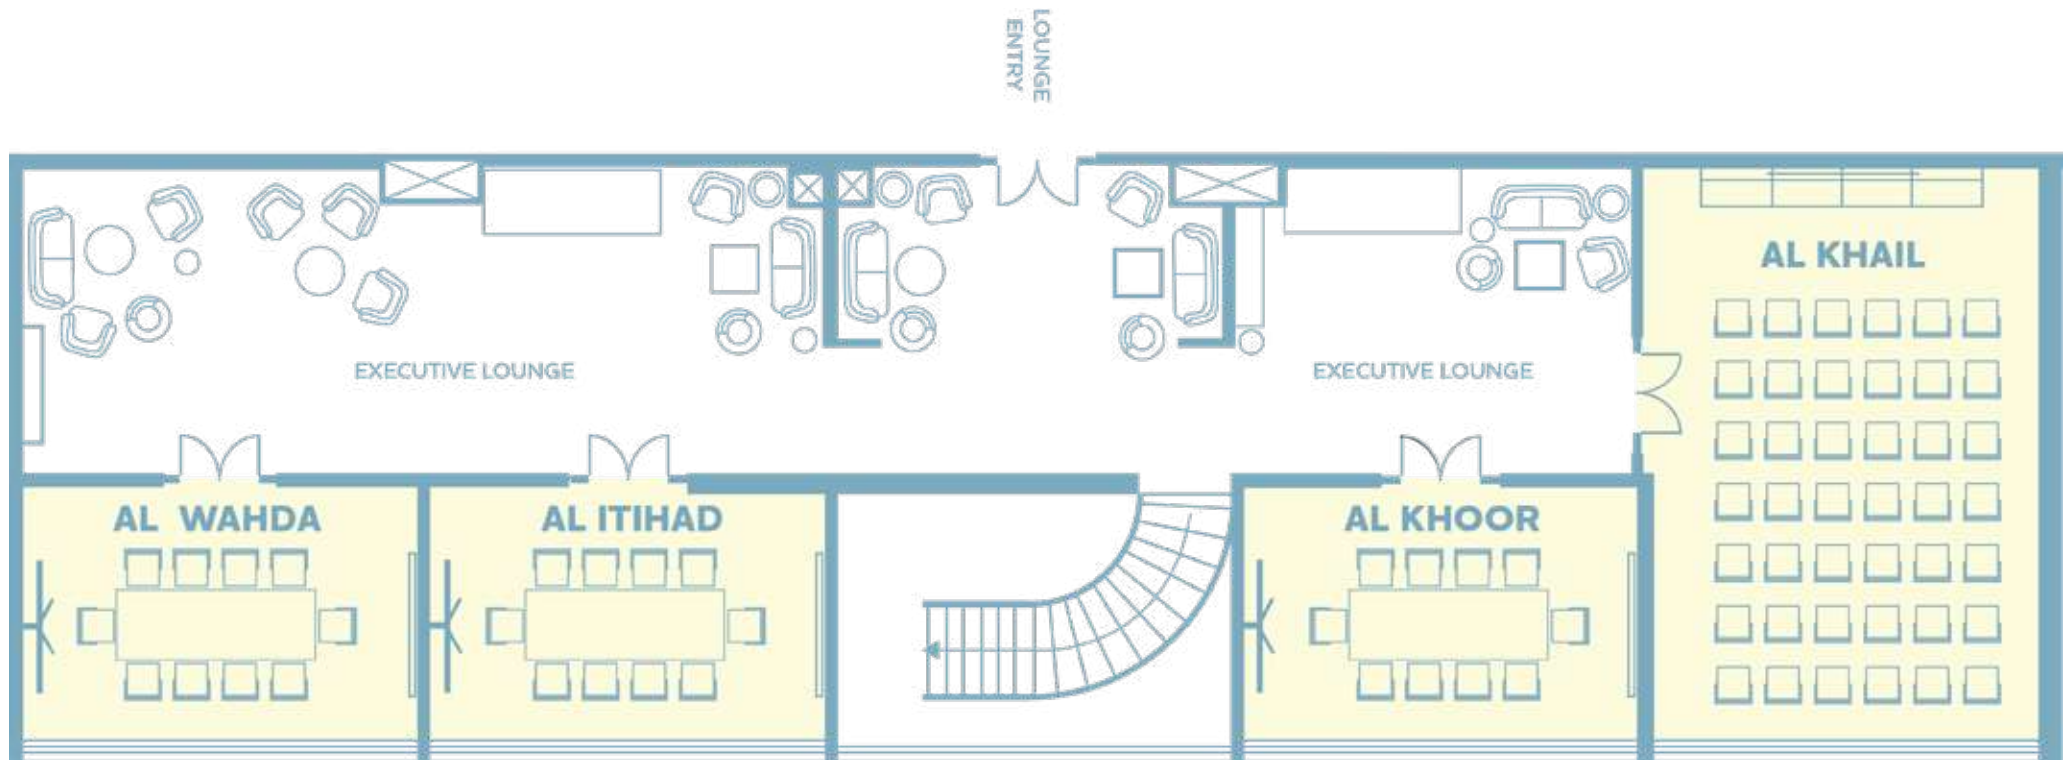 LOUNGE
ENTRY
AL KHAIL
EXECUTIVE LOUNGE
EXECUTIVE LOUNGE
AL WAHDA
AL ITIHAD
AL KHOOR